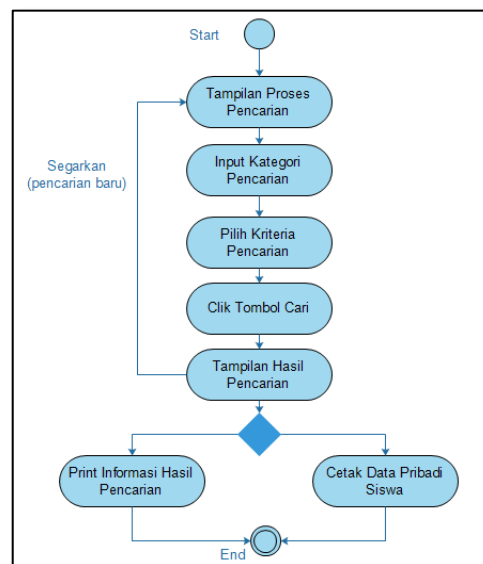 Start
Tampilan Proses
Pencarian
Segarkan
(pencarian baru)
Input Kategori
Pencarian
Pilih Kriteria
Pencarian
Clik Tombol Cari
Tampilan Hasil
Pencarian
Print Informasi Hasil
Pencarian
Cetak Data Pribadi
Siswa
End